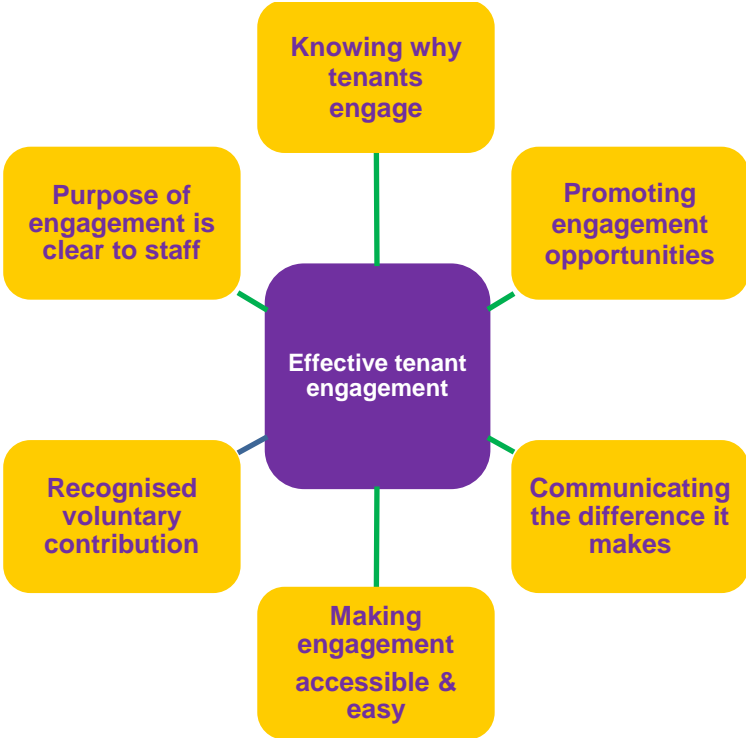 Knowing why
tenants
engage
Purpose of
engagement is
clear to staff
Promoting
engagement
opportunities
Effective tenant
engagement
Recognised
voluntary
contribution
Communicating
the difference it
makes
Making
engagement
accessible &
easy